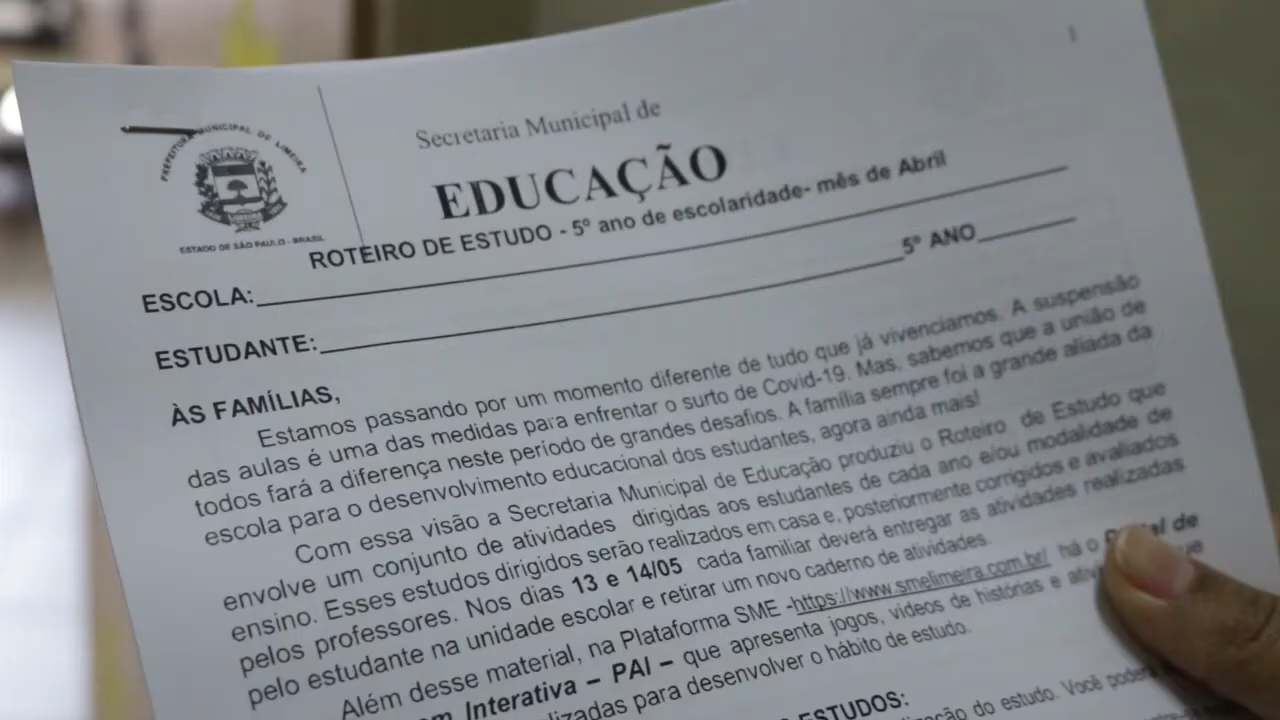 PREFEITURA MUNICIPAL DE LIMEIRA
ESTADO DE SÃO PAULO - BRASIL
Secretaria Municipal de
EDUCAÇÃO
ROTEIRO DE ESTUDO - 5º ano de escolaridade- mês de Abril
ESCOLA:
ESTUDANTE: 5º ANO
ÀS FAMÍLIAS,
Estamos passando por um momento diferente de tudo que já vivenciamos. A suspensão
das aulas é uma das medidas para enfrentar o surto de Covid-19. Mas, sabemos que a união de
todos fará a diferença neste período de grandes desafios. A família sempre foi a grande aliada da
escola para o desenvolvimento educacional dos estudantes, agora ainda mais!
Com essa visão a Secretaria Municipal de Educação produziu o Roteiro de Estudo que
envolve um conjunto de atividades dirigidas aos estudantes de cada ano e/ou modalidade de
ensino. Esses estudos dirigidos serão realizados em casa e, posteriormente corrigidos e avaliados
pelos professores. Nos dias 13 e 14/05 cada familiar deverá entregar as atividades realizadas
pelo estudante na unidade escolar e retirar um novo caderno de atividades.
Além desse material, na Plataforma SME -https://www.smelimeira.com.br/ há o de
Interativa – PAI – que apresenta jogos, vídeos de histórias e
para desenvolver o hábito de estudo.
ESTUDOS:
do estudo. Você